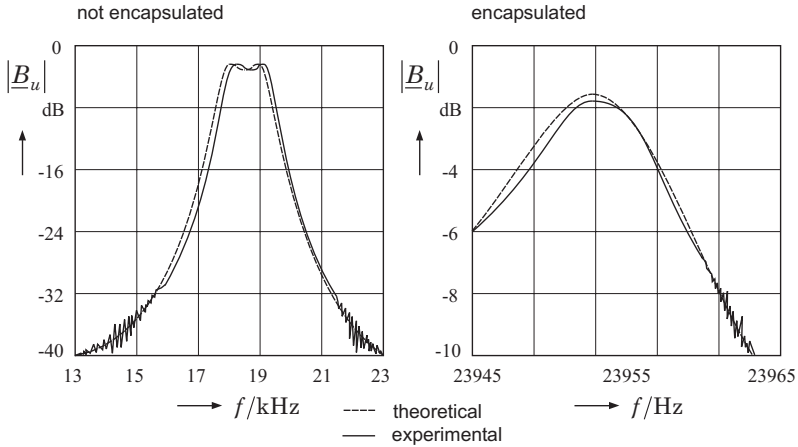 not encapsulated
encapsulated
0
|B_u|
dB
-16
-24
-32
-40
13 15 17 19 21 23
f/kHz
0
|B_u|
dB
-4
-6
-8
-10
23945 23955 23965
f/Hz
theoretical
experimental